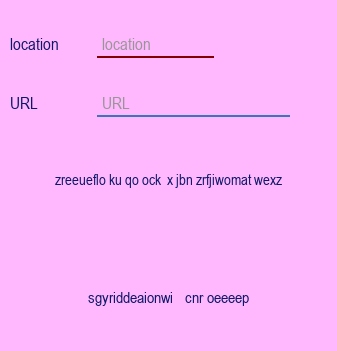 location location
URL URL
zreeueflo ku qo ock x jbn zrfjiwomat wexz
sgyriddeaionwi cnr oeeeep